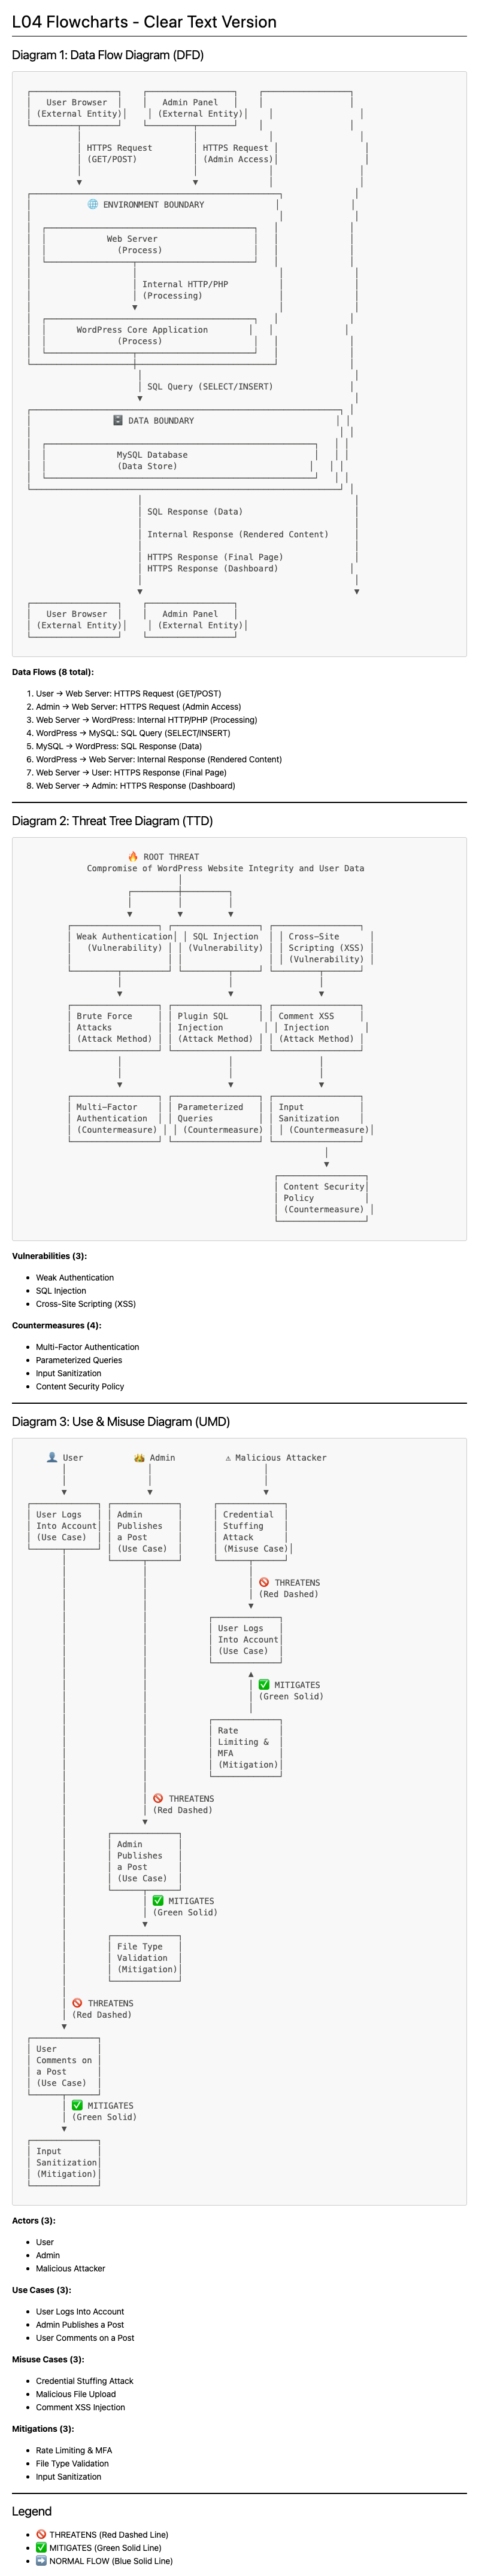 L04 Flowcharts - Clear Text Version
Diagram 1: Data Flow Diagram (DFD)
User Browser Admin Panel
(External Entity) (External Entity)
HTTPS Request HTTPS Request
(GET/POST) (Admin Access)
🌐 ENVIRONMENT BOUNDARY
Web Server
(Process)
Internal HTTP/PHP
(Processing)
WordPress Core Application
(Process)
SQL Query (SELECT/INSERT)
🗄️ DATA BOUNDARY
MySQL Database
(Data Store)
SQL Response (Data)
Internal Response (Rendered Content)
HTTPS Response (Final Page)
HTTPS Response (Dashboard)
User Browser Admin Panel
(External Entity) (External Entity)
Data Flows (8 total):
1. User → Web Server: HTTPS Request (GET/POST)
2. Admin → Web Server: HTTPS Request (Admin Access)
3. Web Server → WordPress: Internal HTTP/PHP (Processing)
4. WordPress → MySQL: SQL Query (SELECT/INSERT)
5. MySQL → WordPress: SQL Response (Data)
6. WordPress → Web Server: Internal Response (Rendered Content)
7. Web Server → User: HTTPS Response (Final Page)
8. Web Server → Admin: HTTPS Response (Dashboard)
Diagram 2: Threat Tree Diagram (TTD)
🔥 ROOT THREAT
Compromise of WordPress Website Integrity and User Data
Weak Authentication SQL Injection Cross-Site
(Vulnerability) (Vulnerability) Scripting (XSS)
(Vulnerability)
Brute Force Plugin SQL Comment XSS
Attacks Injection Injection
(Attack Method) (Attack Method) (Attack Method)
Multi-Factor Parameterized Input
Authentication Queries Sanitization
(Countermeasure) (Countermeasure) (Countermeasure)
Content Security
Policy
(Countermeasure)
Vulnerabilities (3):
• Weak Authentication
• SQL Injection
• Cross-Site Scripting (XSS)
Countermeasures (4):
• Multi-Factor Authentication
• Parameterized Queries
• Input Sanitization
• Content Security Policy
Diagram 3: Use & Misuse Diagram (UMD)
👤 User 👑 Admin ⚠ Malicious Attacker
User Logs Admin Credential
Into Account Publishes Stuffing
(Use Case) a Post Attack
(Use Case) (Misuse Case)
🚫 THREATENS
(Red Dashed)
User Logs
Into Account
(Use Case)
✅ MITIGATES
(Green Solid)
Rate
Limiting &
MFA
(Mitigation)
🚫 THREATENS
(Red Dashed)
Admin
Publishes
a Post
(Use Case)
✅ MITIGATES
(Green Solid)
File Type
Validation
(Mitigation)
🚫 THREATENS
(Red Dashed)
User
Comments on
a Post
(Use Case)
✅ MITIGATES
(Green Solid)
Input
Sanitization
(Mitigation)
Actors (3):
• User
• Admin
• Malicious Attacker
Use Cases (3):
• User Logs Into Account
• Admin Publishes a Post
• User Comments on a Post
Misuse Cases (3):
• Credential Stuffing Attack
• Malicious File Upload
• Comment XSS Injection
Mitigations (3):
• Rate Limiting & MFA
• File Type Validation
• Input Sanitization
Legend
• 🚫 THREATENS (Red Dashed Line)
• ✅ MITIGATES (Green Solid Line)
• ➡️ NORMAL FLOW (Blue Solid Line)